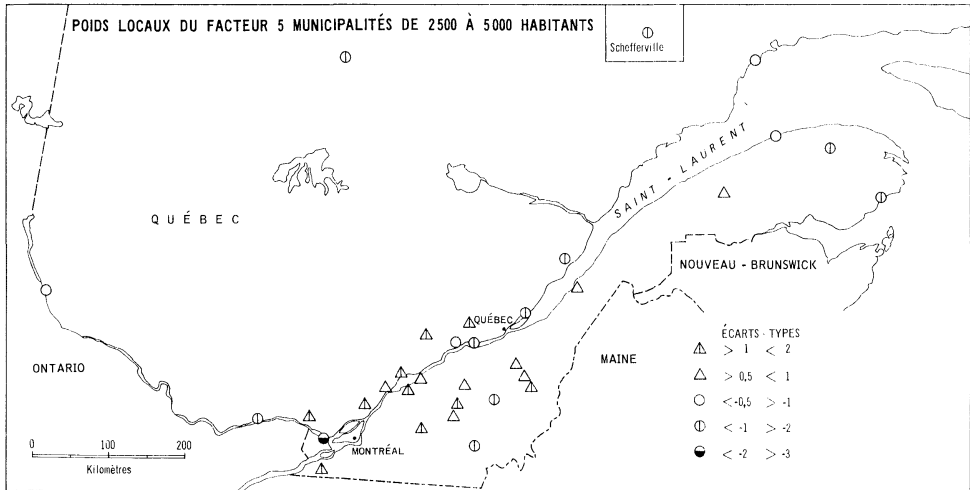 POIDS LOCAUX DU FACTEUR 5 MUNICIPALITÉS DE 2500 À 5000 HABITANTS
Schefferville
SAINT - LAURENT
QUÉBEC
NOUVEAU - BRUNSWICK
QUÉBEC
ÉCARTS - TYPES
> 1 < 2
MAINE
ONTARIO
> 0,5 < 1
< -0,5 > -1
< -1 > -2
MONTRÉAL
< -2 > -3
0 100 200
Kilomètres